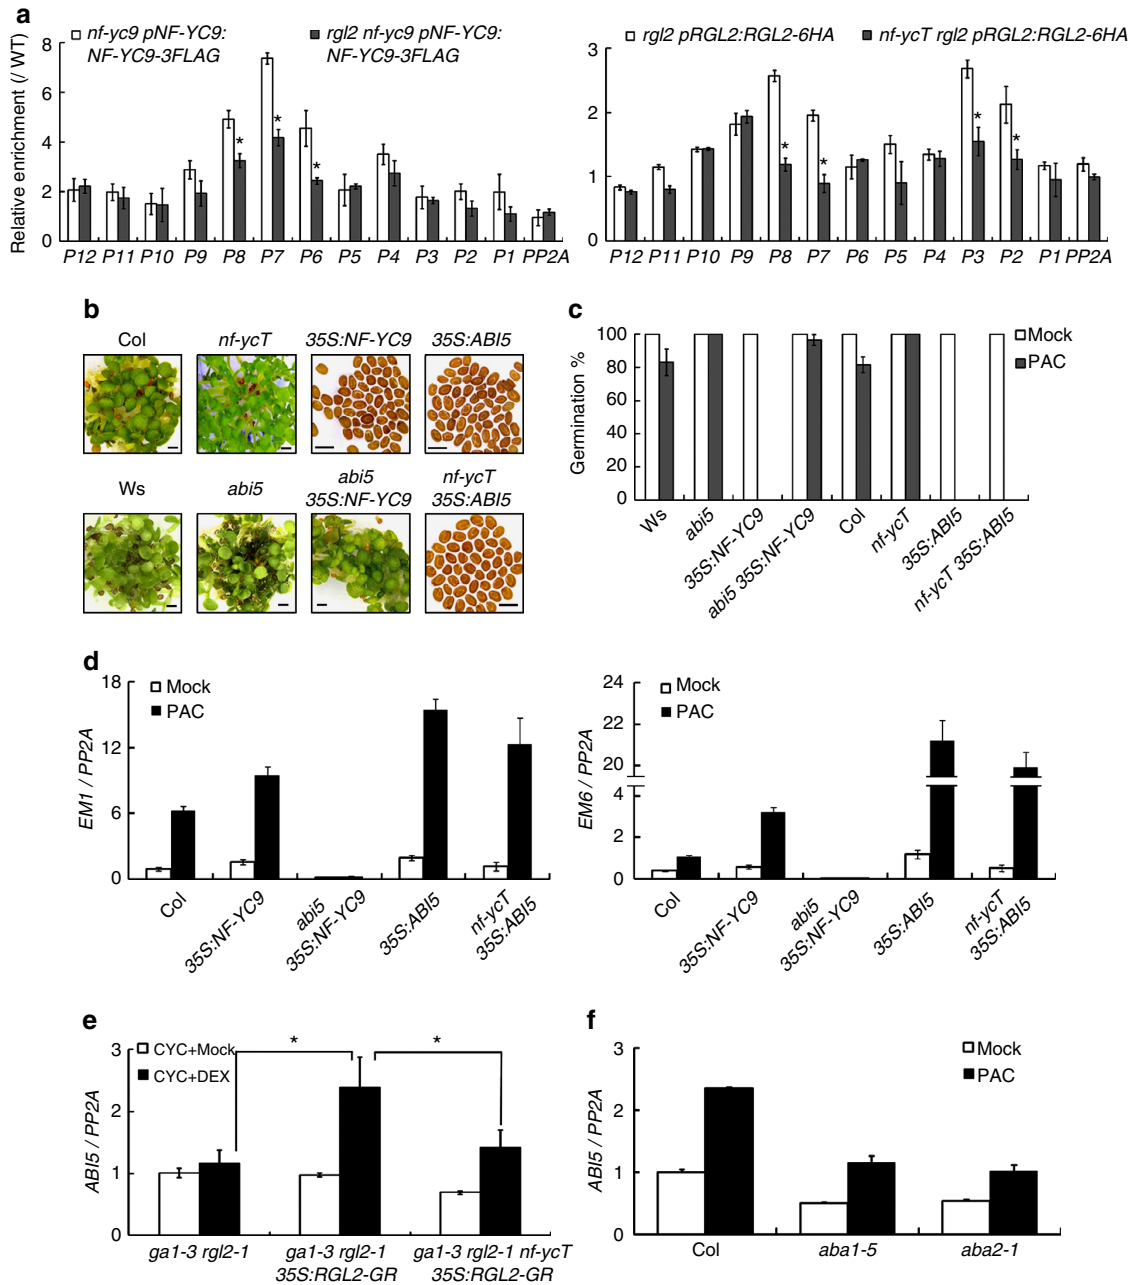 a
nf-yc9 pNF-YC9:
NF-YC9-3FLAG
rgl2 nf-yc9 pNF-YC9:
NF-YC9-3FLAG
Relative enrichment (/ WT)
8
6
4
2
0
P12 P11 P10 P9 P8 P7 P6 P5 P4 P3 P2 P1 PP2A
* * *
rgl2 pRGL2:RGL2-6HA
nf-ycT rgl2 pRGL2:RGL2-6HA
3
2
1
0
P12 P11 P10 P9 P8 P7 P6 P5 P4 P3 P2 P1 PP2A
* * * *
b
Col nf-ycT 35S:NF-YC9 35S:ABI5
Ws abi5 abi5 35S:NF-YC9 nf-ycT 35S:ABI5
c
Germination %
100
80
60
40
20
0
Mock
PAC
Ws abi5 35S:NF-YC9 abi5 35S:NF-YC9 Col nf-ycT 35S:ABI5 nf-ycT 35S:ABI5
d
EM1 / PP2A
18
12
6
0
Mock
PAC
Col 35S:NF-YC9 abi5 35S:NF-YC9 35S:ABI5 nf-ycT 35S:ABI5
EM6 / PP2A
24
22
20
4
2
0
Mock
PAC
Col 35S:NF-YC9 abi5 35S:NF-YC9 35S:ABI5 nf-ycT 35S:ABI5
e
ABI5 / PP2A
3
2
1
0
CYC+Mock
CYC+DEX
* *
ga1-3 rgl2-1 ga1-3 rgl2-1 ga1-3 rgl2-1 nf-ycT
35S:RGL2-GR 35S:RGL2-GR
f
ABI5 / PP2A
3
2
1
0
Mock
PAC
Col aba1-5 aba2-1